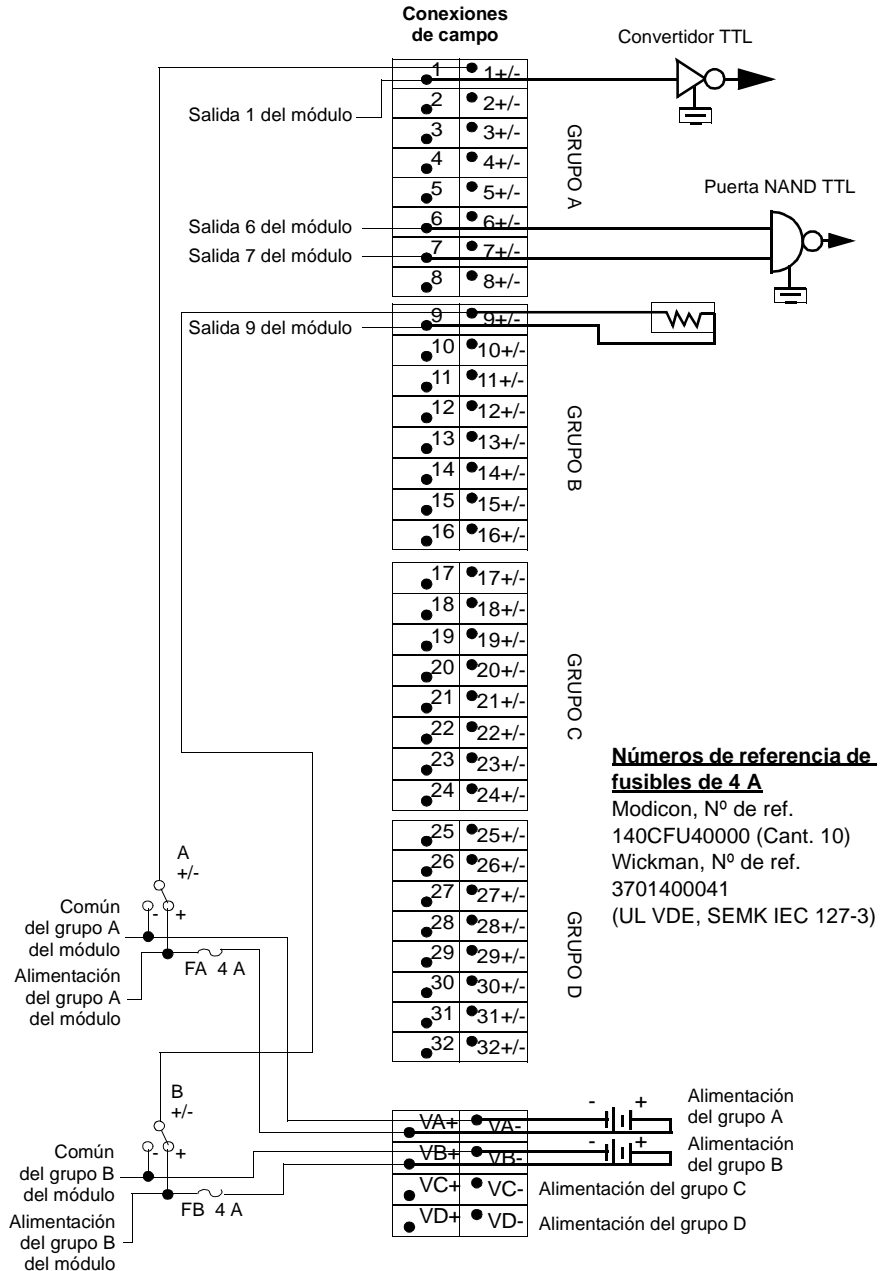 Conexiones
de campo
Convertidor TTL
1 1+/-
Salida 1 del módulo
2 2+/-
3 3+/-
4 4+/-
5 5+/-
GRUPO A
Puerta NAND TTL
Salida 6 del módulo
6 6+/-
Salida 7 del módulo
7 7+/-
8 8+/-
Salida 9 del módulo
9 9+/-
10 10+/-
11 11+/-
12 12+/-
13 13+/-
GRUPO B
14 14+/-
15 15+/-
16 16+/-
17 17+/-
18 18+/-
19 19+/-
20 20+/-
21 21+/-
GRUPO C
22 22+/-
23 23+/-
24 24+/-
Números de referencia de
fusibles de 4 A
Modicon, Nº de ref.
140CFU40000 (Cant. 10)
Wickman, Nº de ref.
3701400041
(UL VDE, SEMK IEC 127-3)
25 25+/-
26 26+/-
27 27+/-
28 28+/-
29 29+/-
GRUPO D
30 30+/-
31 31+/-
32 32+/-
A
+/-
- +
Común
del grupo A
del módulo
FA 4 A
Alimentación
del grupo A
del módulo
B
+/-
- +
Común
del grupo B
del módulo
FB 4 A
Alimentación
del grupo B
del módulo
VA+ VA-
- +
Alimentación
del grupo A
VB+ VB-
- +
Alimentación
del grupo B
VC+ VC- Alimentación del grupo C
VD+ VD- Alimentación del grupo D